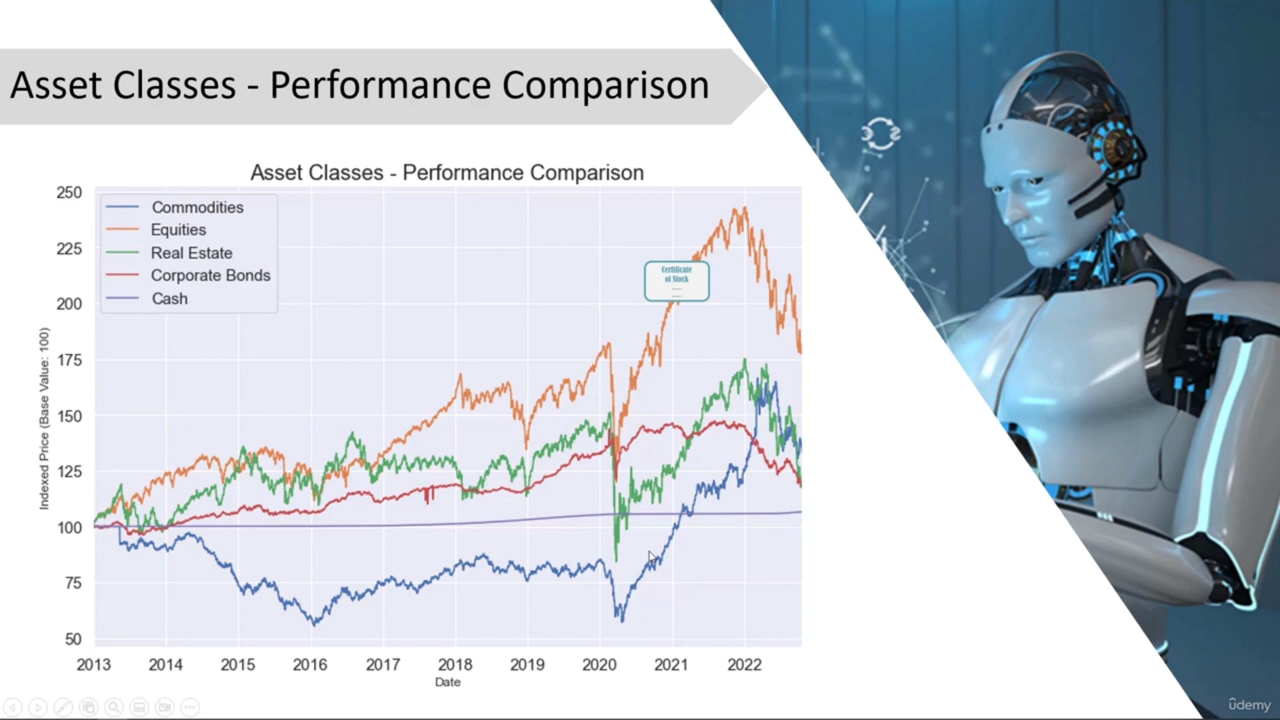 Asset Classes - Performance Comparison
Asset Classes - Performance Comparison
250
225
200
175
150
125
100
75
50
Indexed Price (Base Value: 100)
Commodities
Equities
Real Estate
Corporate Bonds
Cash
Certificate
of Stock
2013 2014 2015 2016 2017 2018 2019 2020 2021 2022
Date
ûdemy